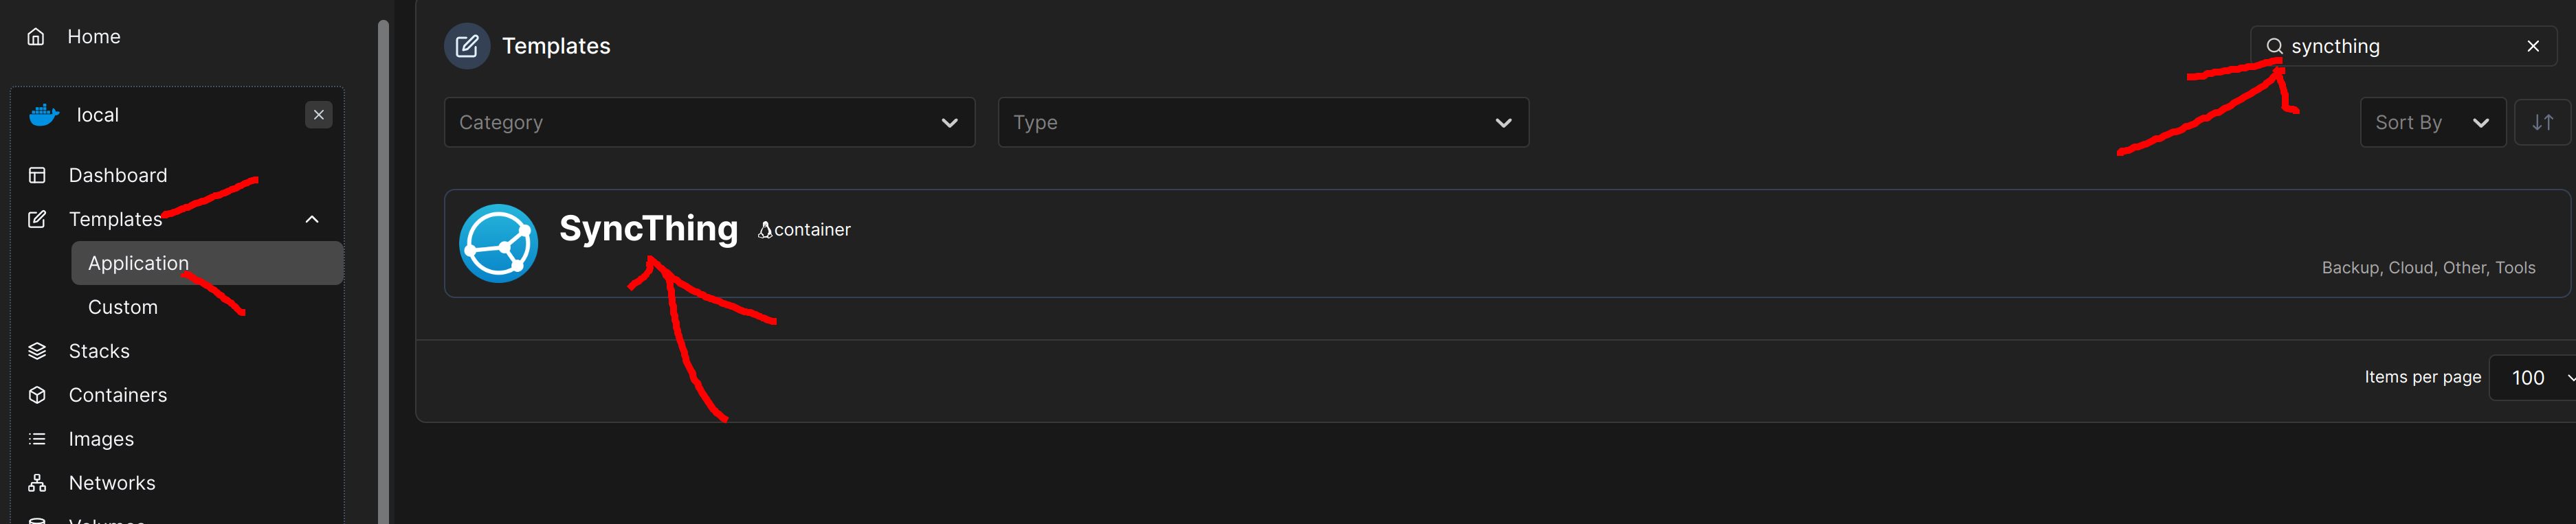 Home
local
Dashboard
Templates
Application
Custom
Stacks
Containers
Images
Networks
Volumes
Templates
syncthing
Category
Type
Sort By
SyncThing
container
Backup, Cloud, Other, Tools
Items per page
100